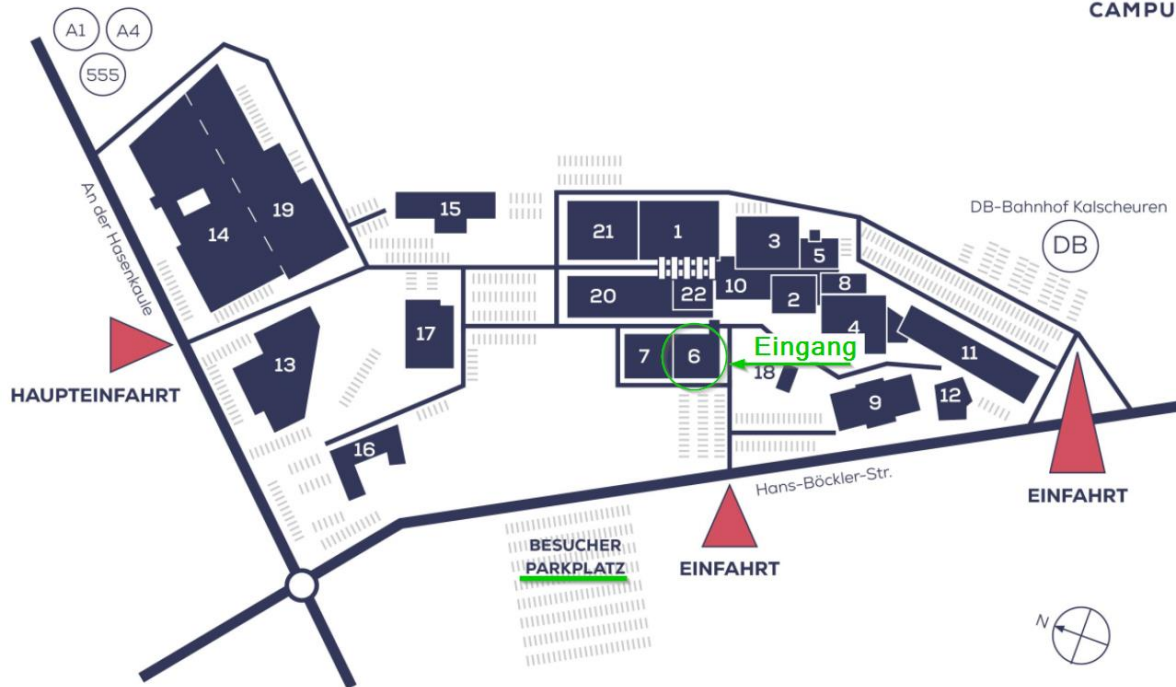 CAMPU
A1
A4
555
An der Hasenkaule
15
19
14
21
1
3
5
DB-Bahnhof Kalscheuren
DB
10
8
20
22
2
4
17
13
7
6
Eingang
18
11
9
12
16
HAUPTEINFAHRT
Hans-Böckler-Str.
EINFAHRT
BESUCHER
PARKPLATZ
EINFAHRT
N